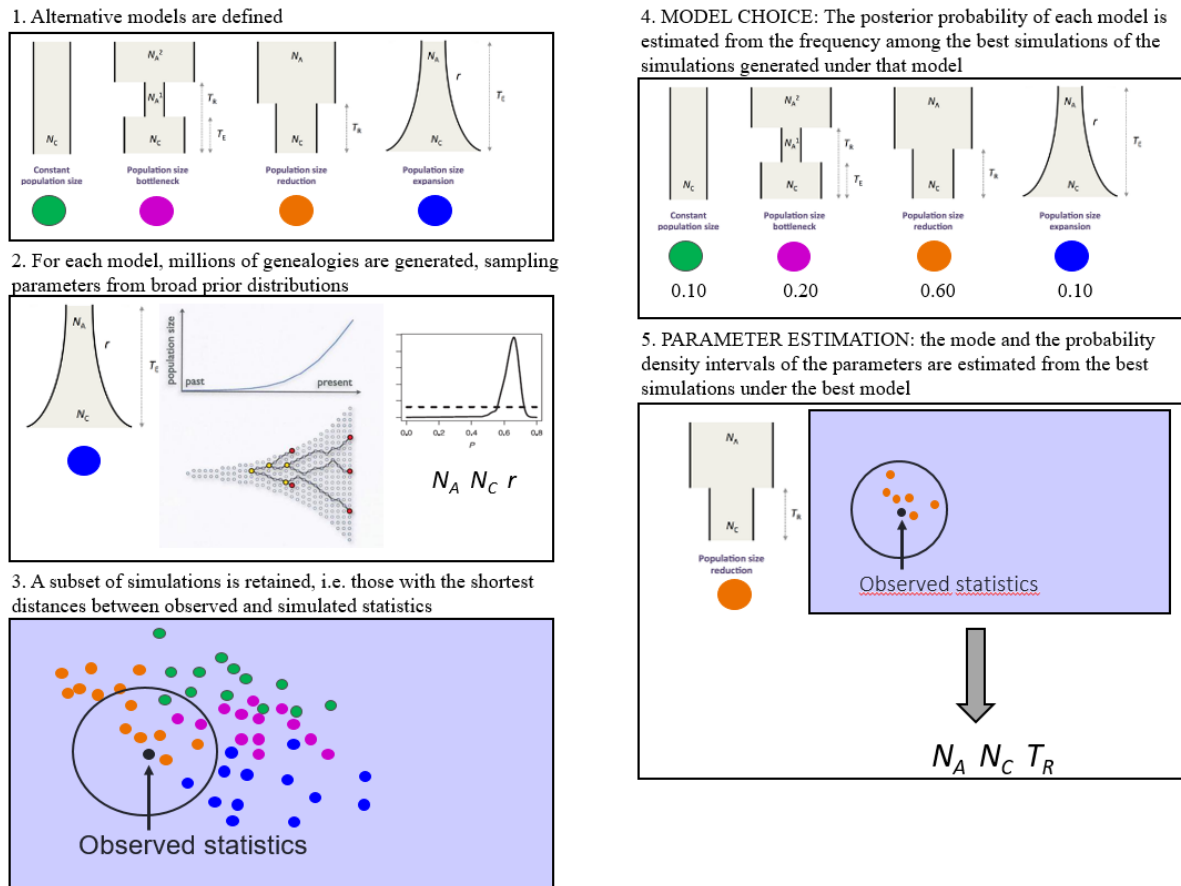 1. Alternative models are defined
N_A²
N_A
N_A
r
N_A¹
T_R
T_E
T_R
T_E
N_C
N_C
N_C
N_C
Constant
population size
Population size
bottleneck
Population size
reduction
Population size
expansion
2. For each model, millions of genealogies are generated, sampling
parameters from broad prior distributions
N_A
r
T_E
N_C
population size
past
present
0.0 0.2 0.4 0.6 0.8
P
N_A N_C r
3. A subset of simulations is retained, i.e. those with the shortest
distances between observed and simulated statistics
Observed statistics
4. MODEL CHOICE: The posterior probability of each model is
estimated from the frequency among the best simulations of the
simulations generated under that model
N_A²
N_A
N_A
r
N_A¹
T_R
T_E
T_R
T_E
N_C
N_C
N_C
N_C
Constant
population size
Population size
bottleneck
Population size
reduction
Population size
expansion
0.10
0.20
0.60
0.10
5. PARAMETER ESTIMATION: the mode and the probability
density intervals of the parameters are estimated from the best
simulations under the best model
N_A
T_R
N_C
Population size
reduction
Observed statistics
N_A N_C T_R